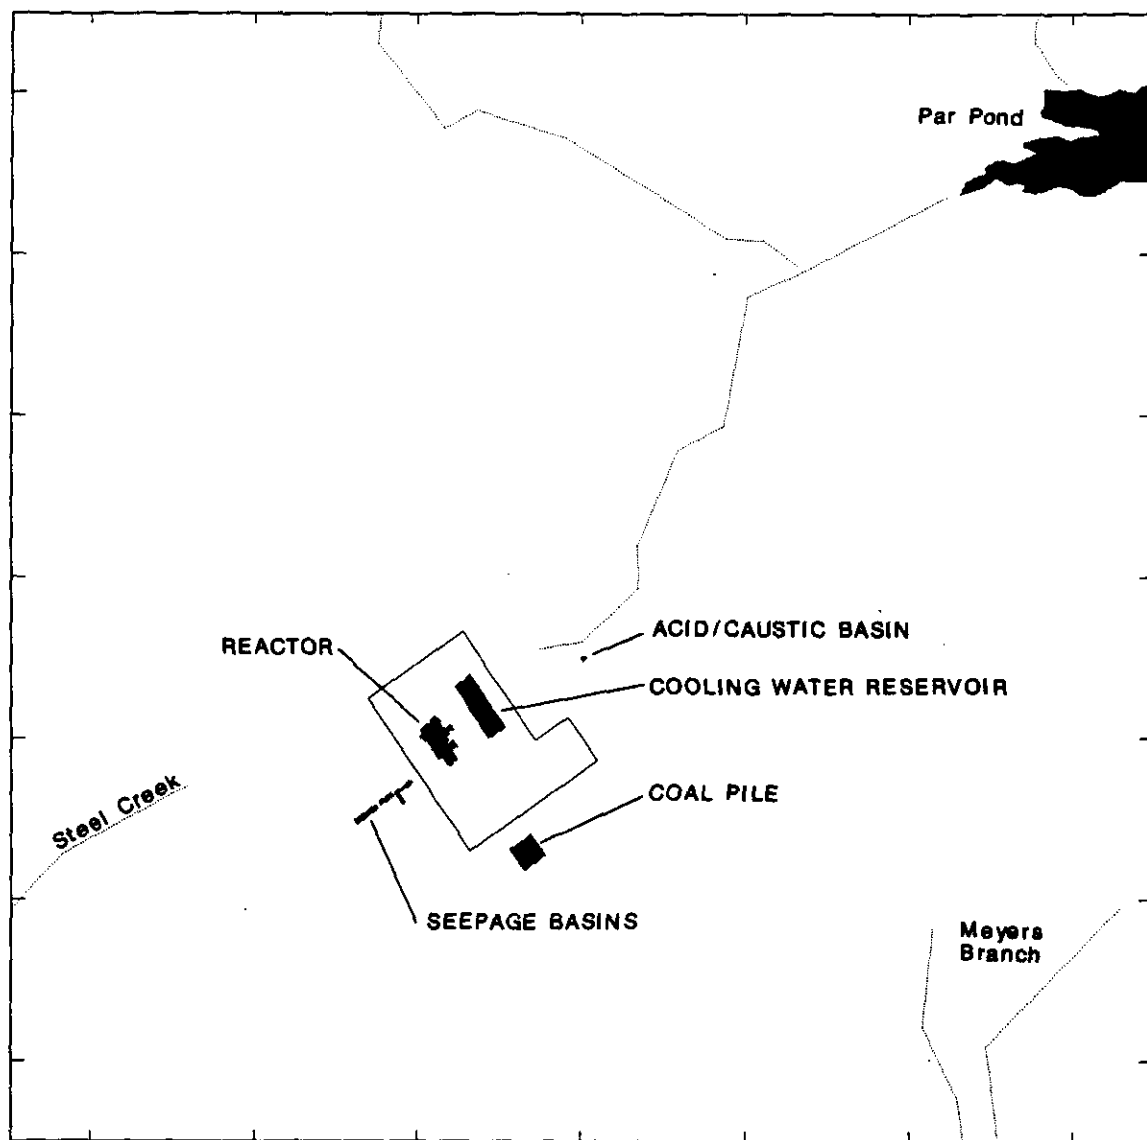 Par Pond
ACID/CAUSTIC BASIN
REACTOR
COOLING WATER RESERVOIR
COAL PILE
Steel Creek
SEEPAGE BASINS
Meyers
Branch